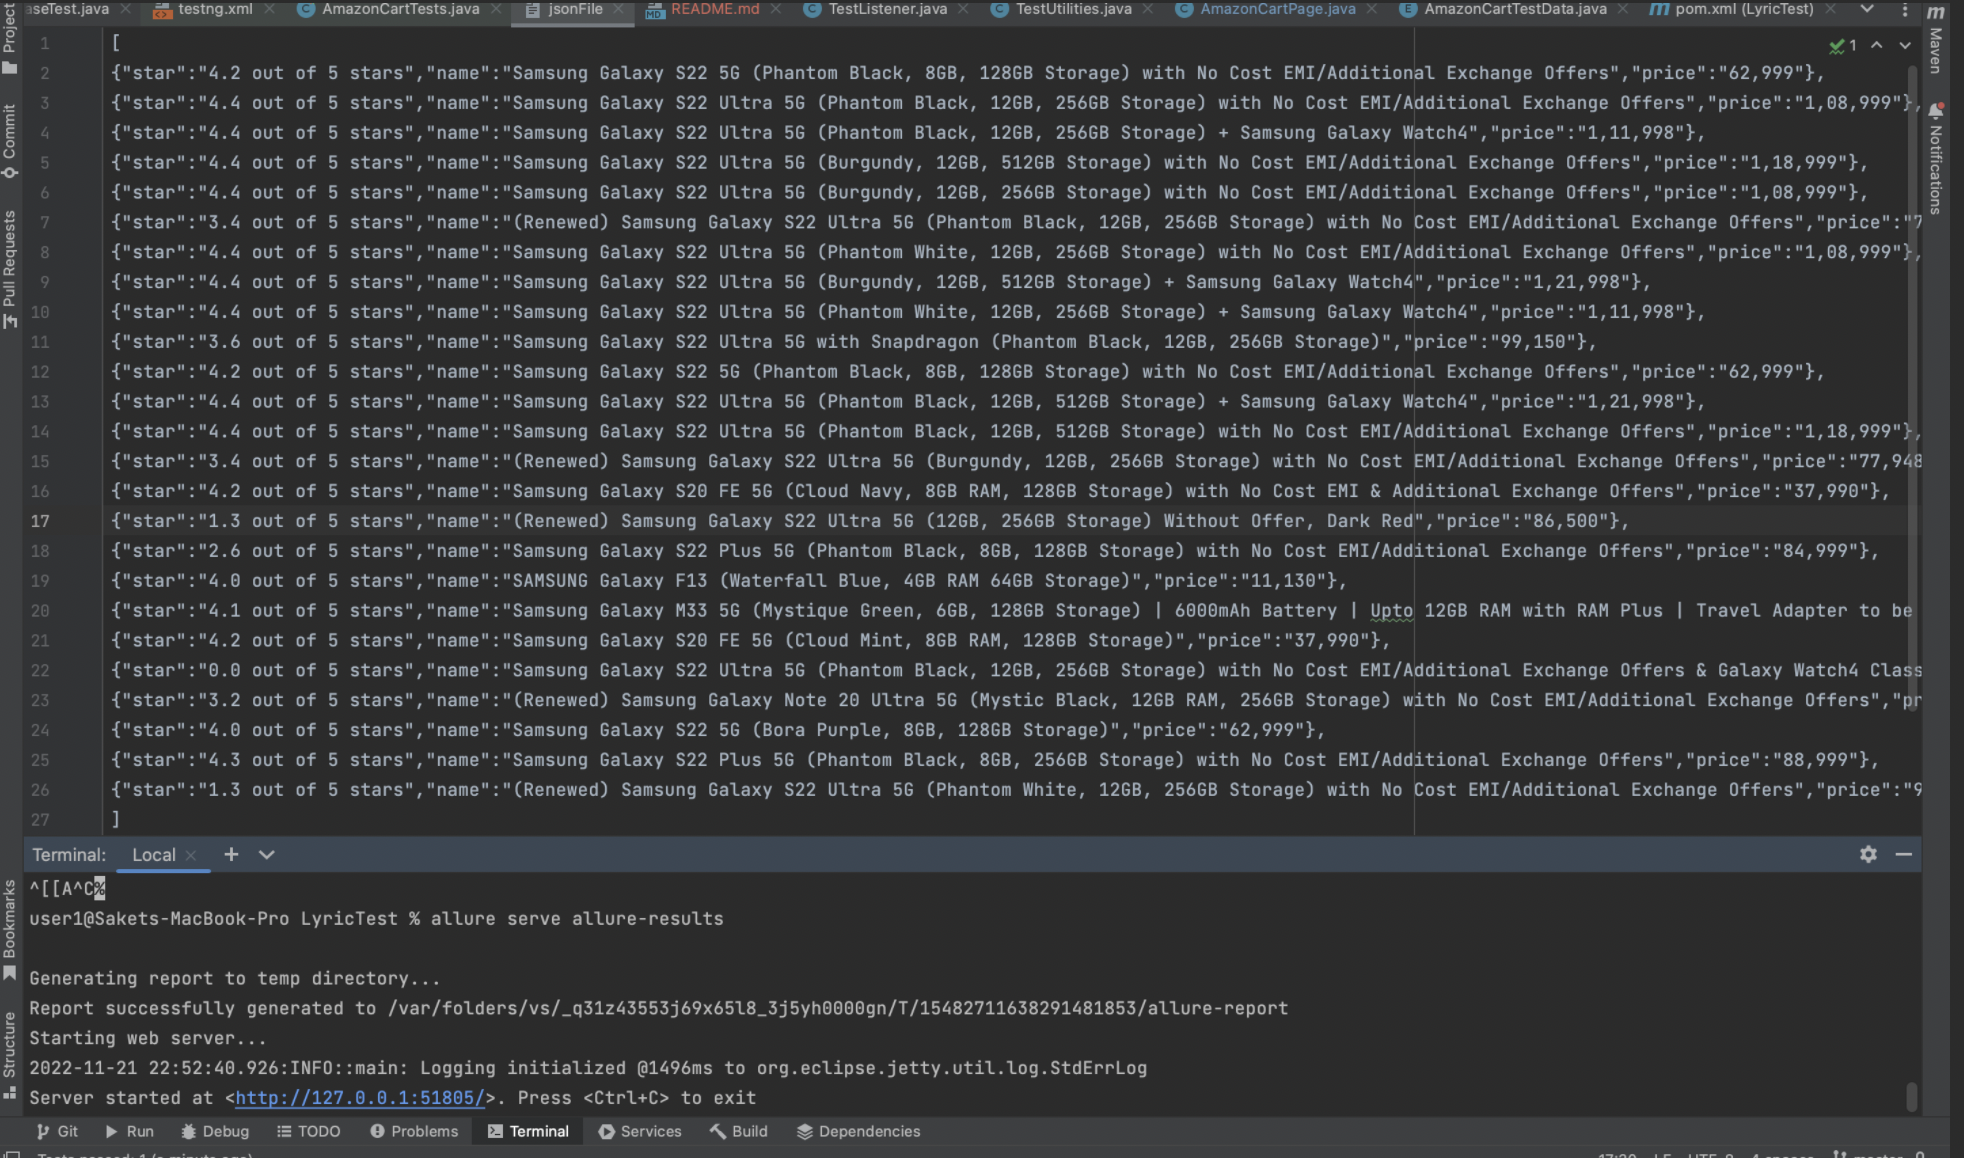 aseTest.java testng.xml AmazonCartTests.java jsonFile README.md TestListener.java TestUtilities.java AmazonCartPage.java AmazonCartTestData.java pom.xml (LyricTest)
Project
Commit
Pull Requests
Bookmarks
Structure
Maven
Notifications
1
1 [
2 {"star":"4.2 out of 5 stars","name":"Samsung Galaxy S22 5G (Phantom Black, 8GB, 128GB Storage) with No Cost EMI/Additional Exchange Offers","price":"62,999"},
3 {"star":"4.4 out of 5 stars","name":"Samsung Galaxy S22 Ultra 5G (Phantom Black, 12GB, 256GB Storage) with No Cost EMI/Additional Exchange Offers","price":"1,08,999"},
4 {"star":"4.4 out of 5 stars","name":"Samsung Galaxy S22 Ultra 5G (Phantom Black, 12GB, 256GB Storage) + Samsung Galaxy Watch4","price":"1,11,998"},
5 {"star":"4.4 out of 5 stars","name":"Samsung Galaxy S22 Ultra 5G (Burgundy, 12GB, 512GB Storage) with No Cost EMI/Additional Exchange Offers","price":"1,18,999"},
6 {"star":"4.4 out of 5 stars","name":"Samsung Galaxy S22 Ultra 5G (Burgundy, 12GB, 256GB Storage) with No Cost EMI/Additional Exchange Offers","price":"1,08,999"},
7 {"star":"3.4 out of 5 stars","name":"(Renewed) Samsung Galaxy S22 Ultra 5G (Phantom Black, 12GB, 256GB Storage) with No Cost EMI/Additional Exchange Offers","price":"7
8 {"star":"4.4 out of 5 stars","name":"Samsung Galaxy S22 Ultra 5G (Phantom White, 12GB, 256GB Storage) with No Cost EMI/Additional Exchange Offers","price":"1,08,999"},
9 {"star":"4.4 out of 5 stars","name":"Samsung Galaxy S22 Ultra 5G (Burgundy, 12GB, 512GB Storage) + Samsung Galaxy Watch4","price":"1,21,998"},
10 {"star":"4.4 out of 5 stars","name":"Samsung Galaxy S22 Ultra 5G (Phantom White, 12GB, 256GB Storage) + Samsung Galaxy Watch4","price":"1,11,998"},
11 {"star":"3.6 out of 5 stars","name":"Samsung Galaxy S22 Ultra 5G with Snapdragon (Phantom Black, 12GB, 256GB Storage)","price":"99,150"},
12 {"star":"4.2 out of 5 stars","name":"Samsung Galaxy S22 5G (Phantom Black, 8GB, 128GB Storage) with No Cost EMI/Additional Exchange Offers","price":"62,999"},
13 {"star":"4.4 out of 5 stars","name":"Samsung Galaxy S22 Ultra 5G (Phantom Black, 12GB, 512GB Storage) + Samsung Galaxy Watch4","price":"1,21,998"},
14 {"star":"4.4 out of 5 stars","name":"Samsung Galaxy S22 Ultra 5G (Phantom Black, 12GB, 512GB Storage) with No Cost EMI/Additional Exchange Offers","price":"1,18,999"},
15 {"star":"3.4 out of 5 stars","name":"(Renewed) Samsung Galaxy S22 Ultra 5G (Burgundy, 12GB, 256GB Storage) with No Cost EMI/Additional Exchange Offers","price":"77,948
16 {"star":"4.2 out of 5 stars","name":"Samsung Galaxy S20 FE 5G (Cloud Navy, 8GB RAM, 128GB Storage) with No Cost EMI & Additional Exchange Offers","price":"37,990"},
17 {"star":"1.3 out of 5 stars","name":"(Renewed) Samsung Galaxy S22 Ultra 5G (12GB, 256GB Storage) Without Offer, Dark Red","price":"86,500"},
18 {"star":"2.6 out of 5 stars","name":"Samsung Galaxy S22 Plus 5G (Phantom Black, 8GB, 128GB Storage) with No Cost EMI/Additional Exchange Offers","price":"84,999"},
19 {"star":"4.0 out of 5 stars","name":"SAMSUNG Galaxy F13 (Waterfall Blue, 4GB RAM 64GB Storage)","price":"11,130"},
20 {"star":"4.1 out of 5 stars","name":"Samsung Galaxy M33 5G (Mystique Green, 6GB, 128GB Storage) | 6000mAh Battery | Upto 12GB RAM with RAM Plus | Travel Adapter to be
21 {"star":"4.2 out of 5 stars","name":"Samsung Galaxy S20 FE 5G (Cloud Mint, 8GB RAM, 128GB Storage)","price":"37,990"},
22 {"star":"0.0 out of 5 stars","name":"Samsung Galaxy S22 Ultra 5G (Phantom Black, 12GB, 256GB Storage) with No Cost EMI/Additional Exchange Offers & Galaxy Watch4 Class
23 {"star":"3.2 out of 5 stars","name":"(Renewed) Samsung Galaxy Note 20 Ultra 5G (Mystic Black, 12GB RAM, 256GB Storage) with No Cost EMI/Additional Exchange Offers","pr
24 {"star":"4.0 out of 5 stars","name":"Samsung Galaxy S22 5G (Bora Purple, 8GB, 128GB Storage)","price":"62,999"},
25 {"star":"4.3 out of 5 stars","name":"Samsung Galaxy S22 Plus 5G (Phantom Black, 8GB, 256GB Storage) with No Cost EMI/Additional Exchange Offers","price":"88,999"},
26 {"star":"1.3 out of 5 stars","name":"(Renewed) Samsung Galaxy S22 Ultra 5G (Phantom White, 12GB, 256GB Storage) with No Cost EMI/Additional Exchange Offers","price":"9
27 ]
Terminal: Local
^[[A^C%
user1@Sakets-MacBook-Pro LyricTest % allure serve allure-results
Generating report to temp directory...
Report successfully generated to /var/folders/vs/_q31z43553j69x65l8_3j5yh0000gn/T/15482711638291481853/allure-report
Starting web server...
2022-11-21 22:52:40.926:INFO::main: Logging initialized @1496ms to org.eclipse.jetty.util.log.StdErrLog
Server started at <http://127.0.0.1:51805/>. Press <Ctrl+C> to exit
Git Run Debug TODO Problems Terminal Services Build Dependencies